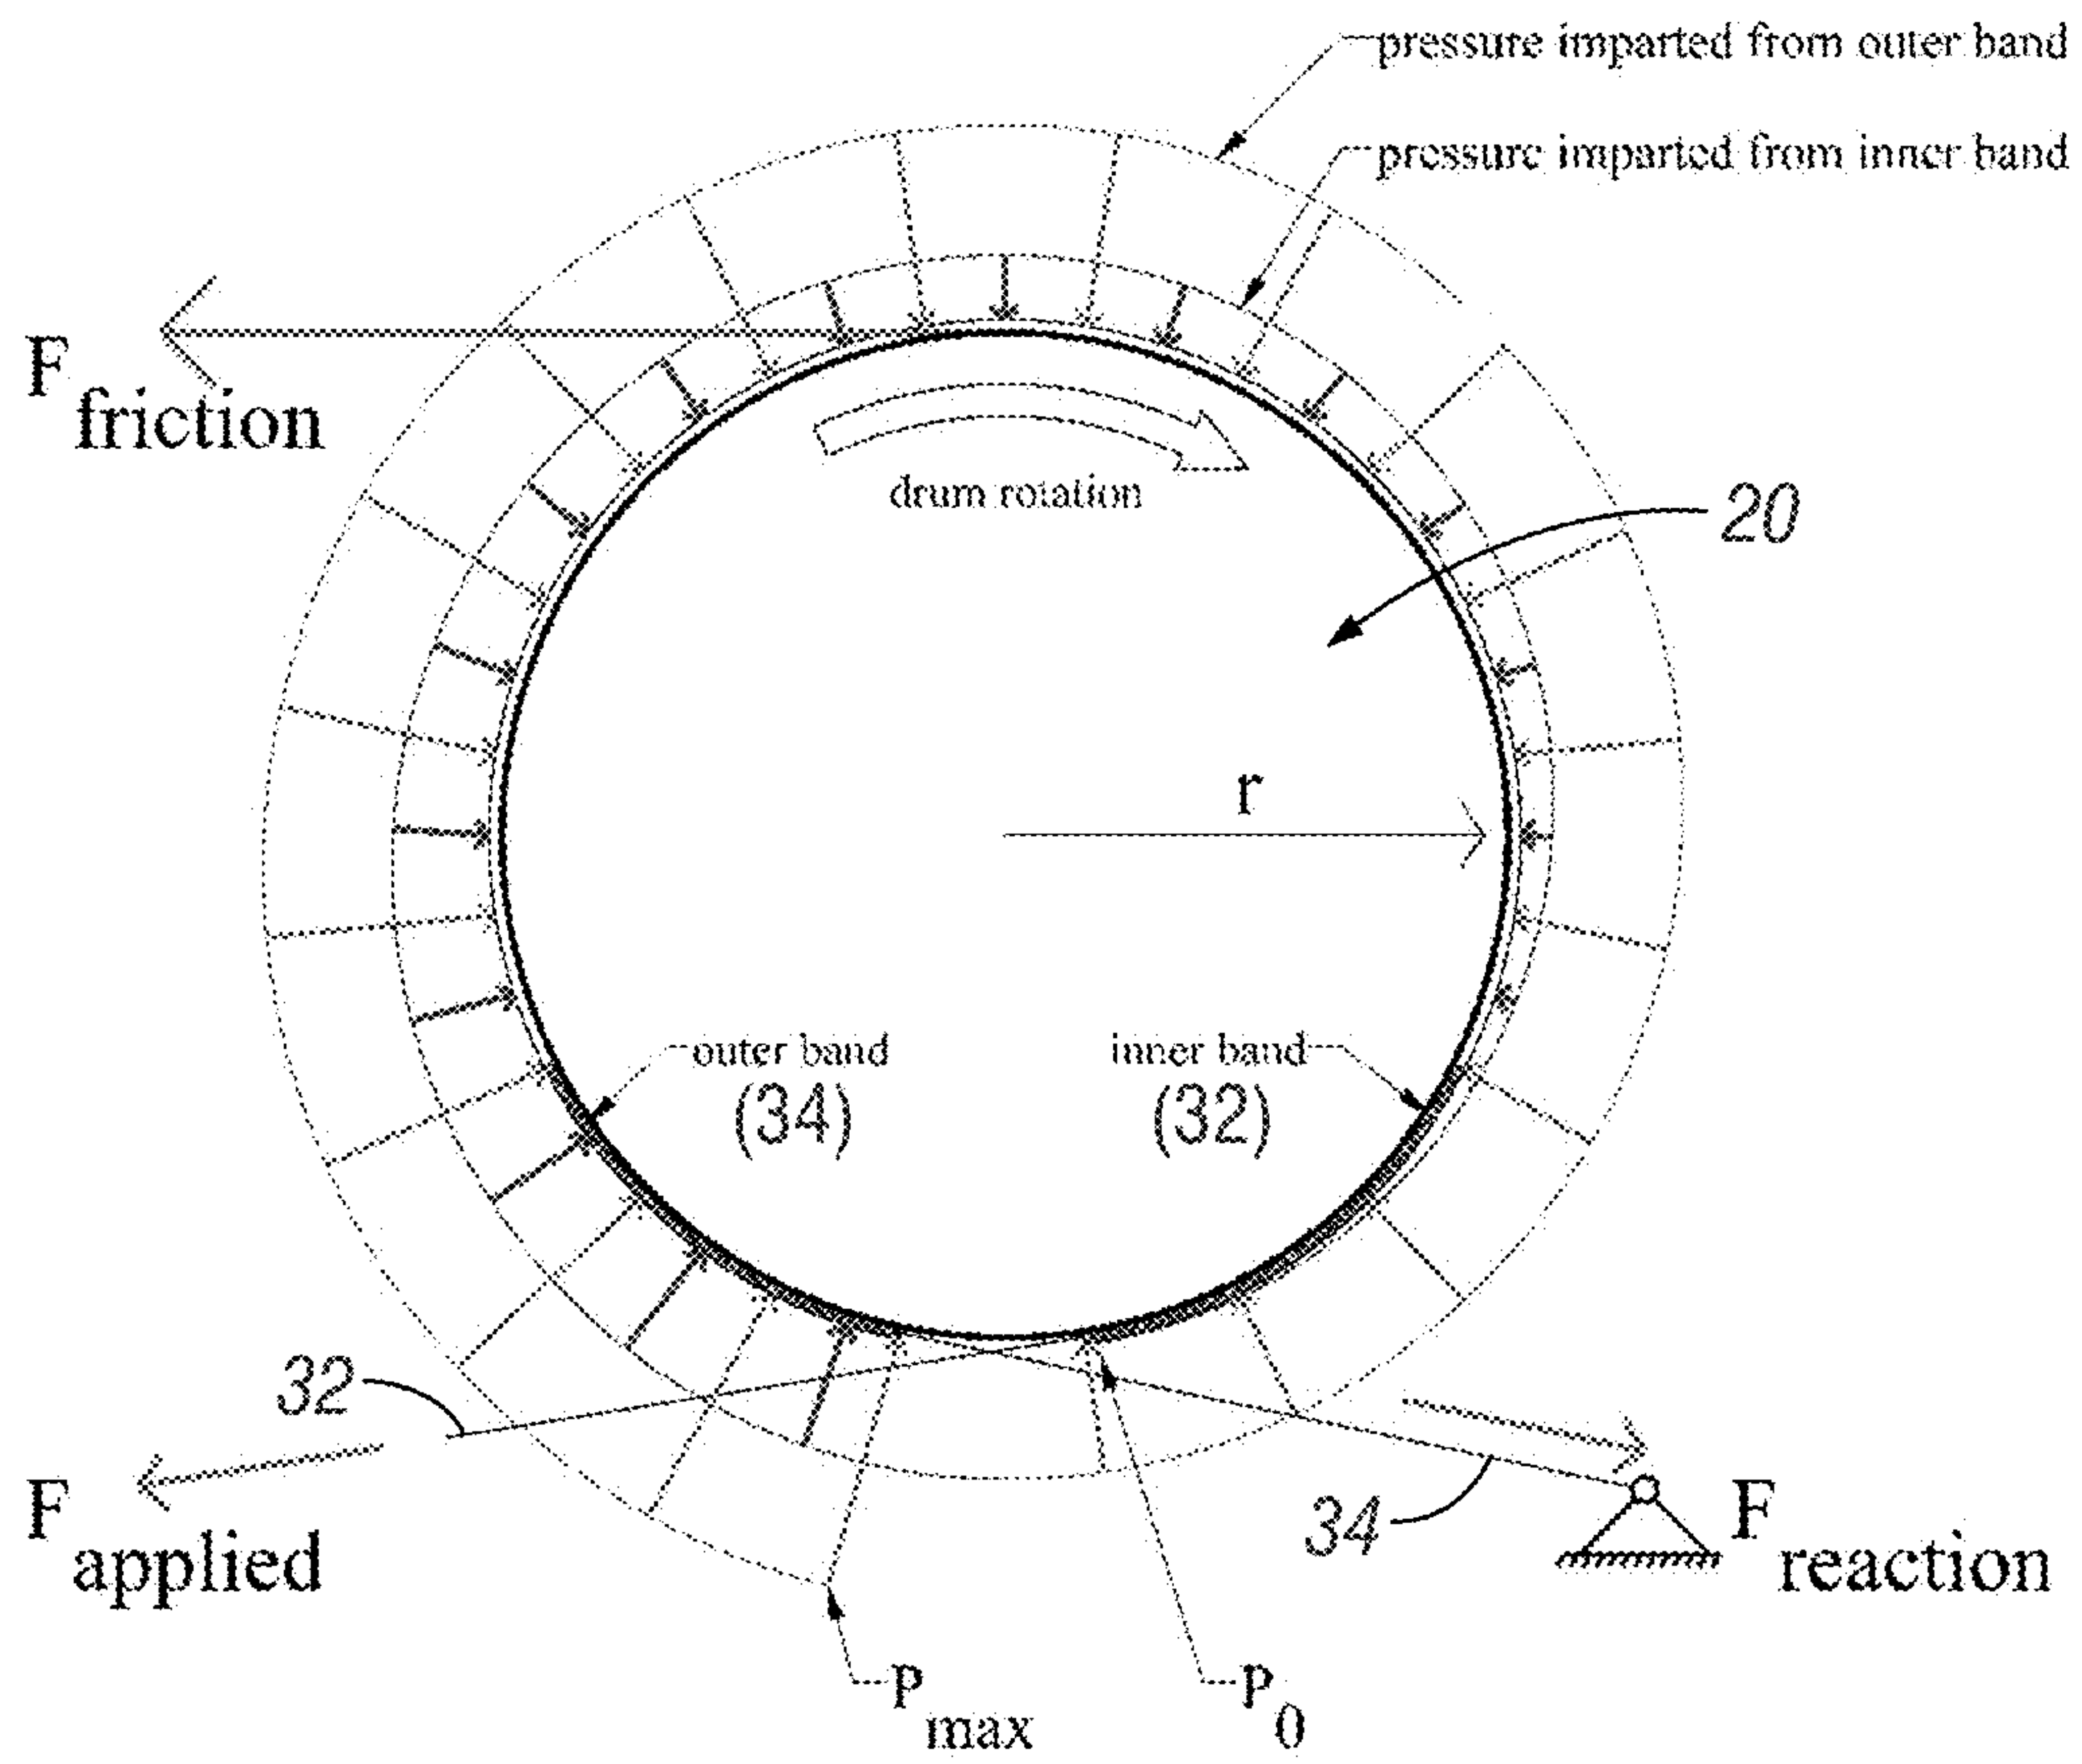 pressure imparted from outer band
pressure imparted from inner band
F friction
drum rotation
20
r
outer band
(34)
inner band
(32)
32
F applied
34
F reaction
P max
P 0